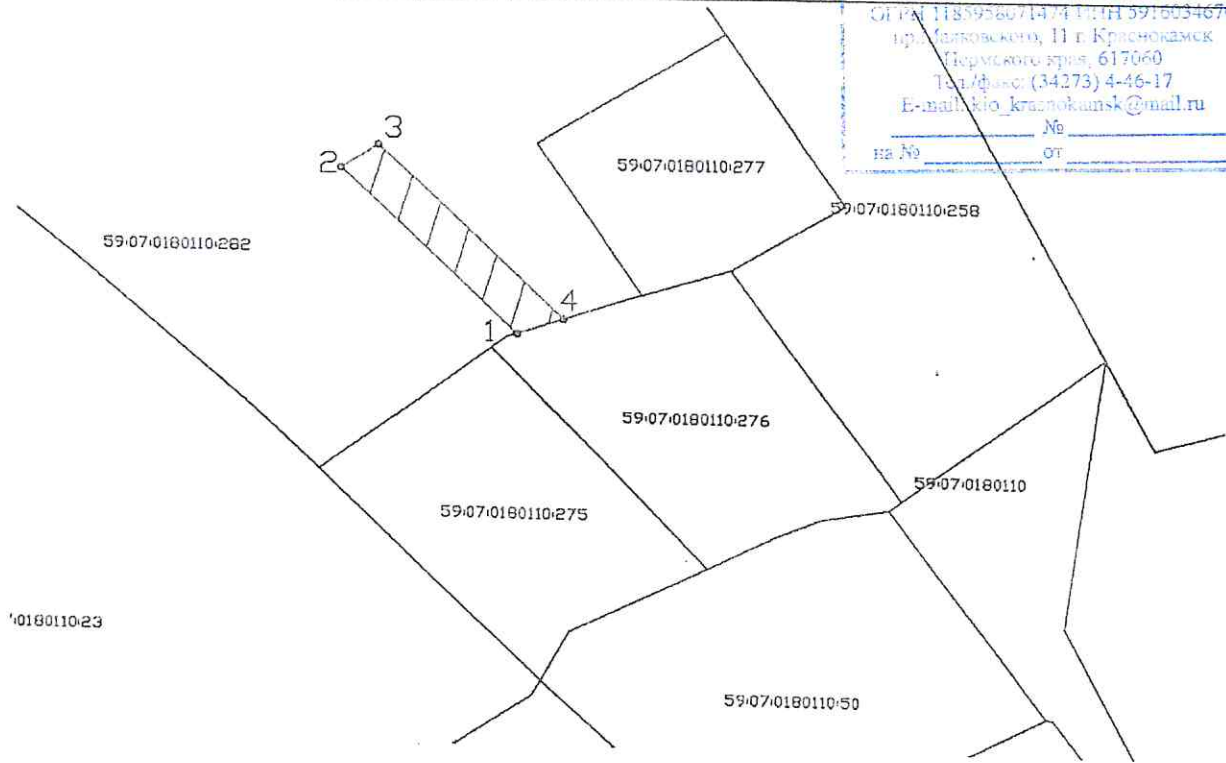 ОГРН 1185958071474 ИНН
пр. Маяковского, 11 г. Краснокамск
Пермского края, 617060
Тел./факс: (34273) 4-46-17
E-mail: kio_krasnokamsk@mail.ru
№
на № от
3
2
59:07:0180110:277
59:07:0180110:258
59:07:0180110:282
4
1
59:07:0180110:276
59:07:0180110
59:07:0180110:275
:0180110:23
59:07:0180110:50